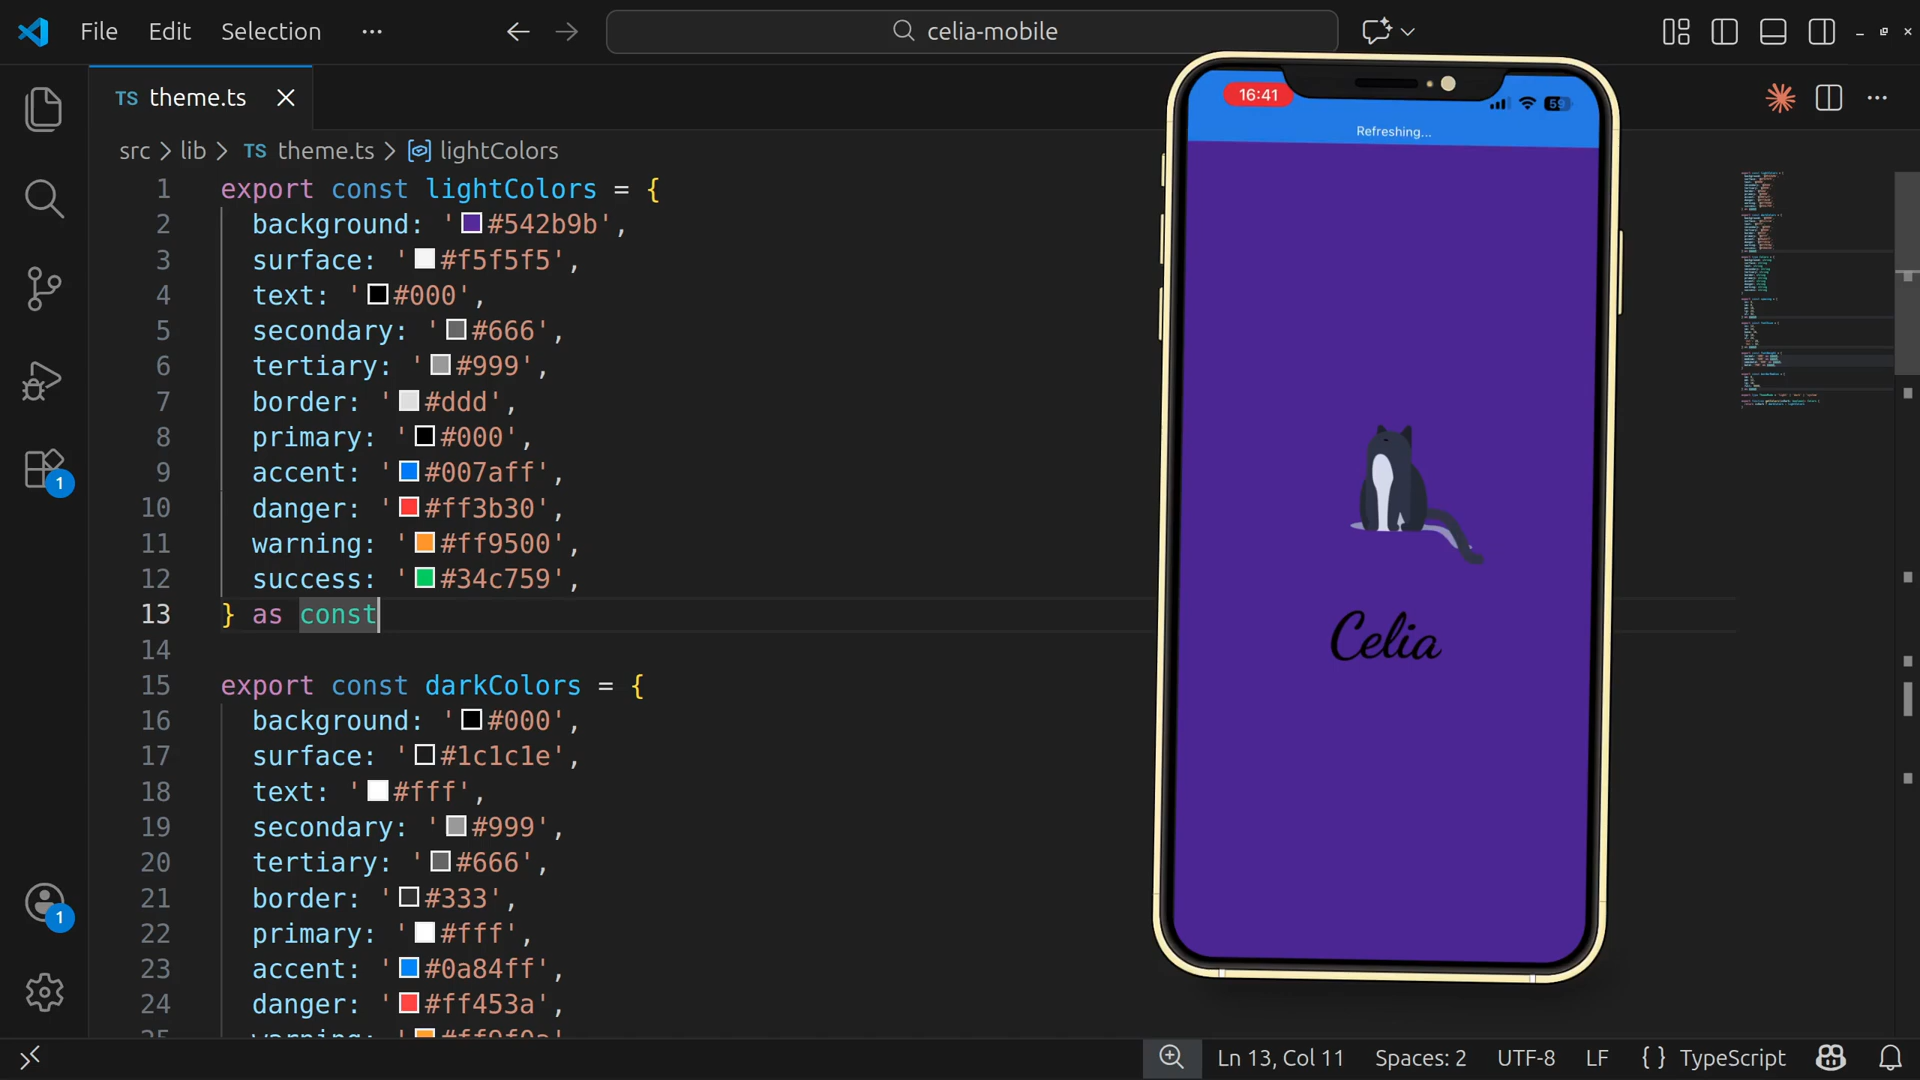 File Edit Selection ···
celia-mobile
TS theme.ts
src > lib > TS theme.ts > lightColors
1 export const lightColors = {
2 background: '#542b9b',
3 surface: '#f5f5f5',
4 text: '#000',
5 secondary: '#666',
6 tertiary: '#999',
7 border: '#ddd',
8 primary: '#000',
9 accent: '#007aff',
10 danger: '#ff3b30',
11 warning: '#ff9500',
12 success: '#34c759',
13 } as const
14
15 export const darkColors = {
16 background: '#000',
17 surface: '#1c1c1e',
18 text: '#fff',
19 secondary: '#999',
20 tertiary: '#666',
21 border: '#333',
22 primary: '#fff',
23 accent: '#0a84ff',
24 danger: '#ff453a',
25 warning: '#ff9f0a'
16:41
59
Refreshing...
Celia
1
1
Ln 13, Col 11 Spaces: 2 UTF-8 LF { } TypeScript